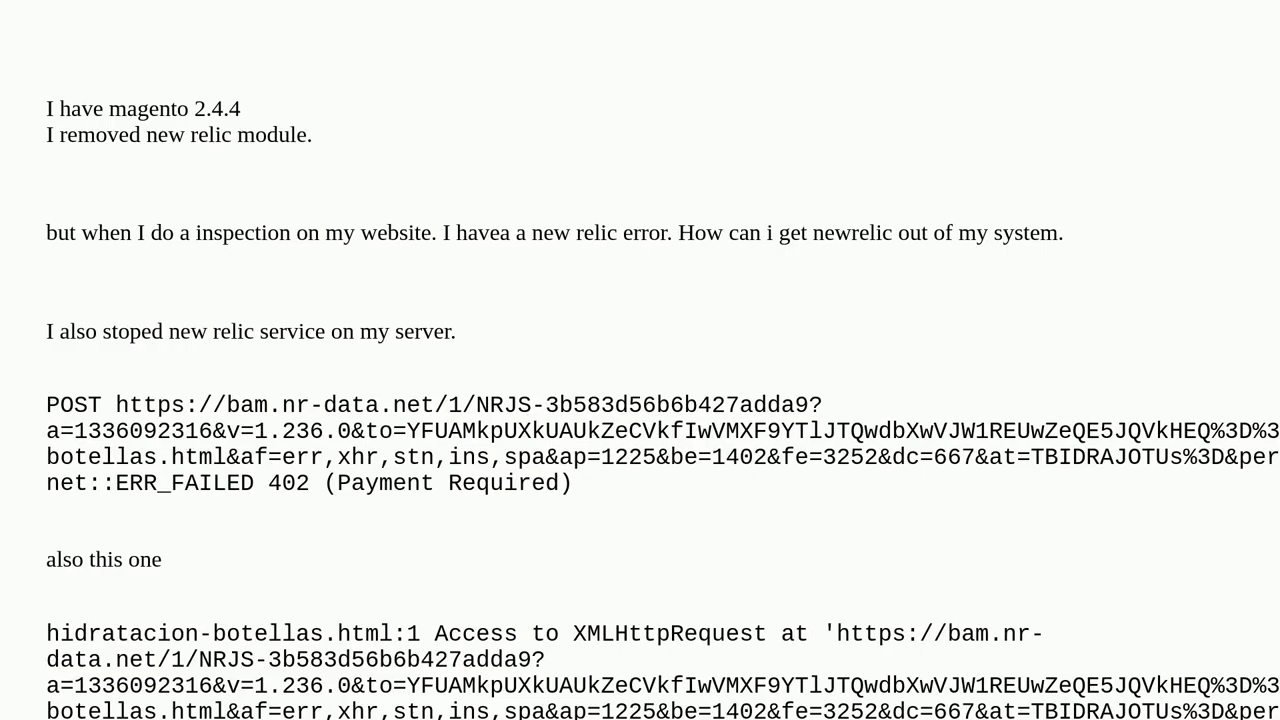 I have magento 2.4.4
I removed new relic module.
but when I do a inspection on my website. I havea a new relic error. How can i get newrelic out of my system.
I also stoped new relic service on my server.
POST https://bam.nr-data.net/1/NRJS-3b583d56b6b427adda9?
a=1336092316&v=1.236.0&to=YFUAMkpUXkUAUkZeCVkfIwVMXF9YTlJTQwdbXwVJW1REUwZeQE5JQVkHEQ%3D%3
botellas.html&af=err,xhr,stn,ins,spa&ap=1225&be=1402&fe=3252&dc=667&at=TBIDRAJOTUs%3D&per
net::ERR_FAILED 402 (Payment Required)
also this one
hidratacion-botellas.html:1 Access to XMLHttpRequest at 'https://bam.nr-
data.net/1/NRJS-3b583d56b6b427adda9?
a=1336092316&v=1.236.0&to=YFUAMkpUXkUAUkZeCVkfIwVMXF9YTlJTQwdbXwVJW1REUwZeQE5JQVkHEQ%3D%3
botellas.html&af=err,xhr,stn,ins,spa&ap=1225&be=1402&fe=3252&dc=667&at=TBIDRAJOTUs%3D&per